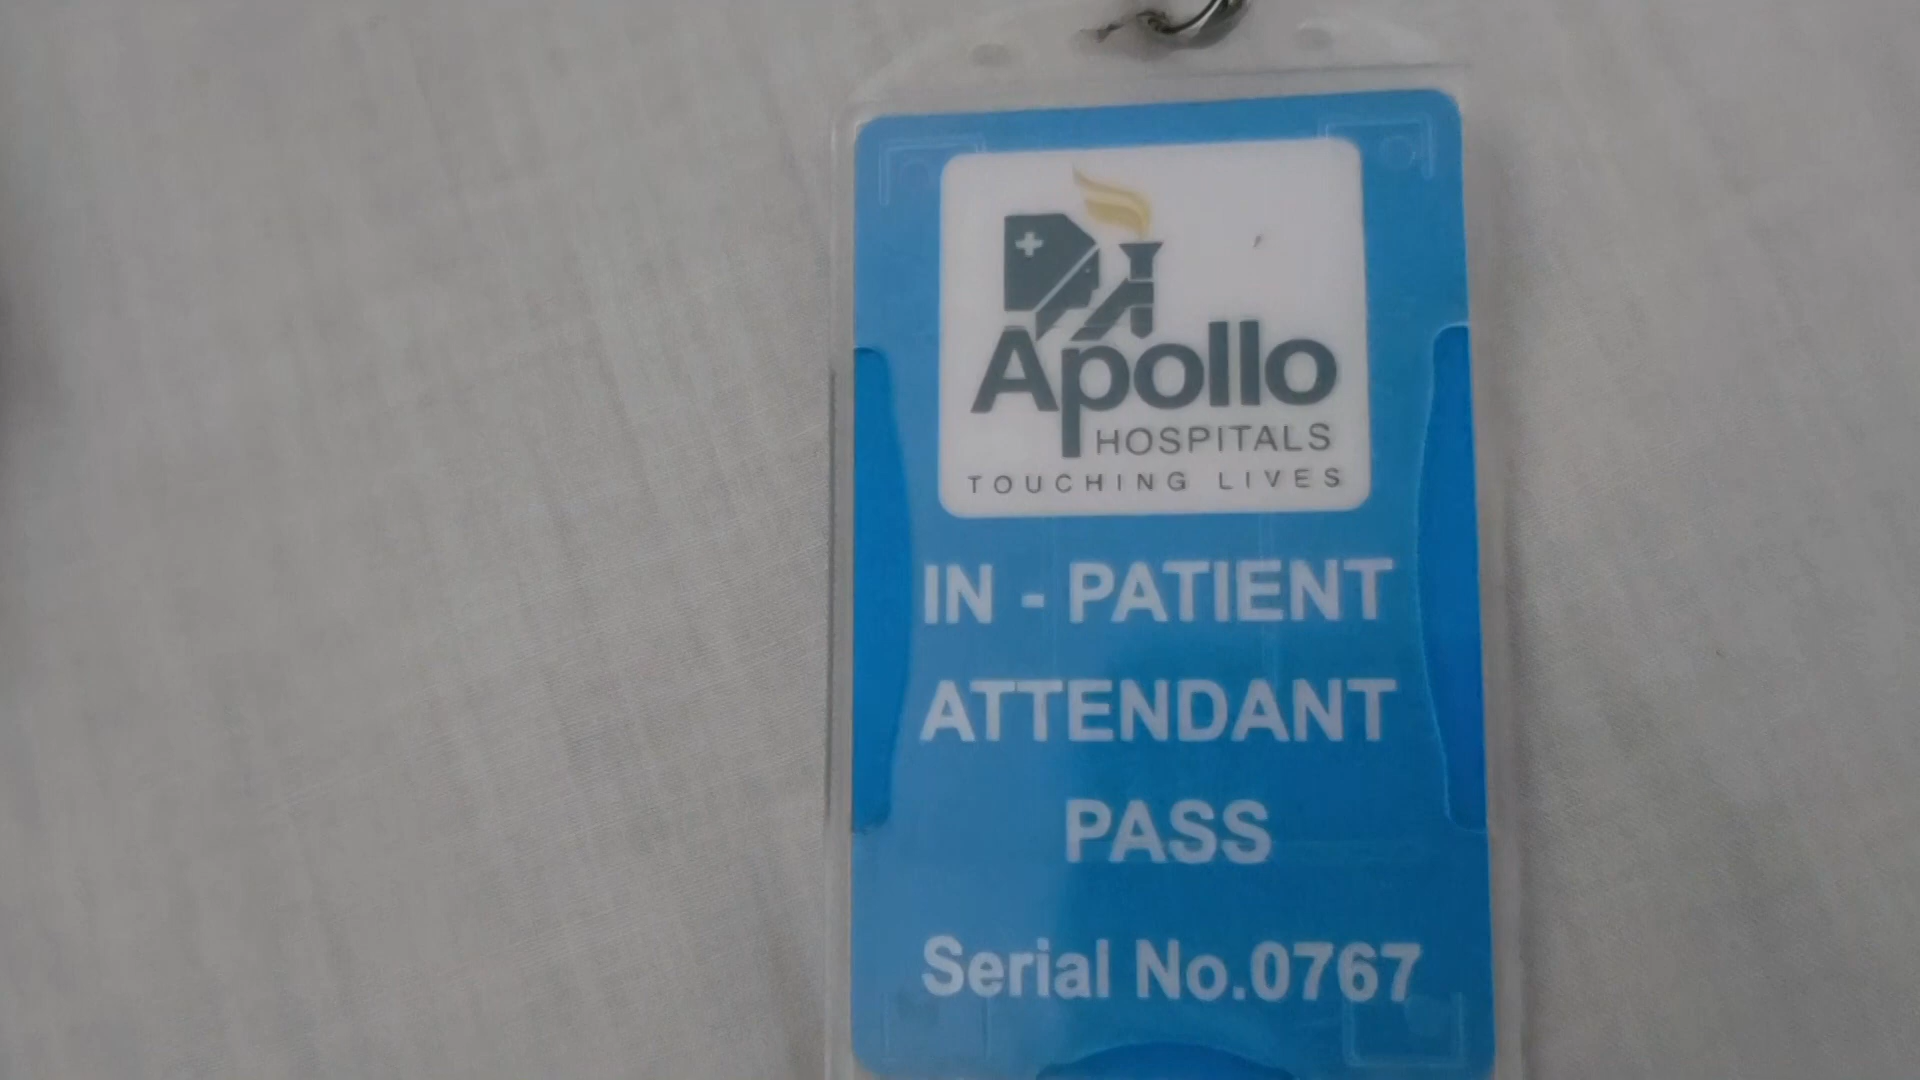 Apollo
HOSPITALS
TOUCHING LIVES
IN - PATIENT
ATTENDANT
PASS
Serial No.0767